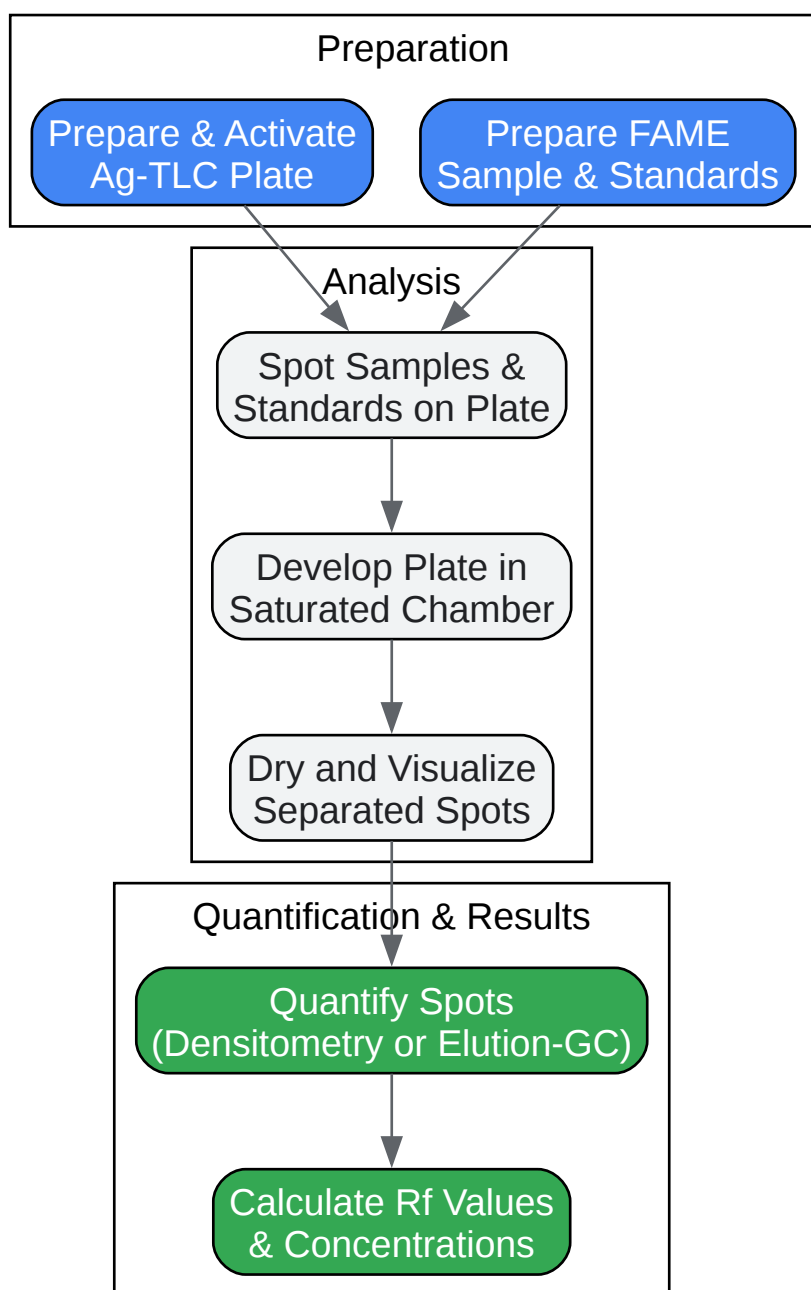 Preparation
Prepare & Activate
Ag-TLC Plate
Prepare FAME
Sample & Standards
Analysis
Spot Samples &
Standards on Plate
Develop Plate in
Saturated Chamber
Dry and Visualize
Separated Spots
Quantification & Results
Quantify Spots
(Densitometry or Elution-GC)
Calculate Rf Values
& Concentrations